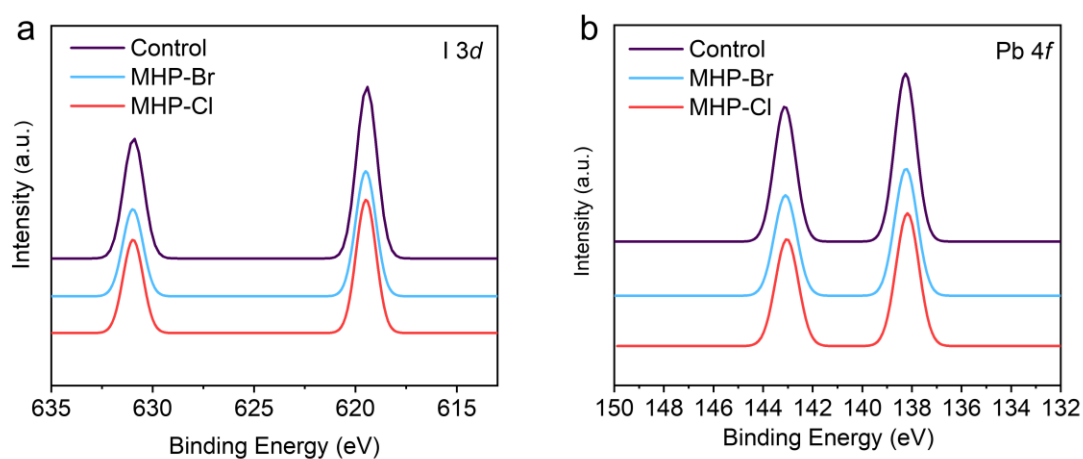 a
Control
MHP-Br
MHP-Cl
I 3d
Intensity (a.u.)
635 630 625 620 615
Binding Energy (eV)
b
Control
MHP-Br
MHP-Cl
Pb 4f
Intensity (a.u.)
150 148 146 144 142 140 138 136 134 132
Binding Energy (eV)